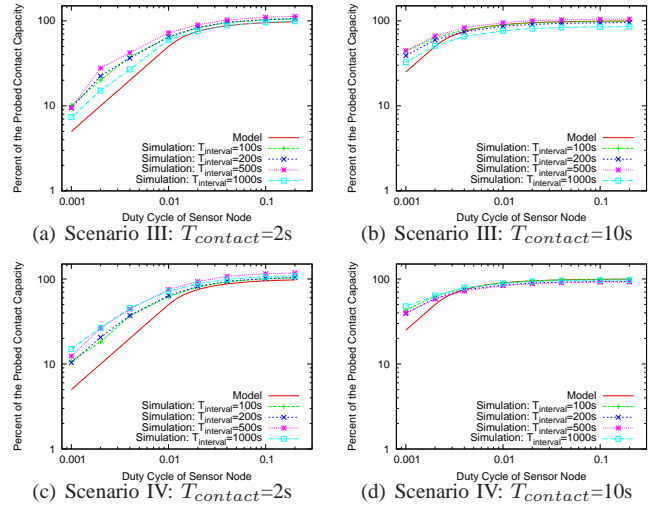 Percent of the Probed Contact Capacity
100
10
1
Model
Simulation: T_interval=100s
Simulation: T_interval=200s
Simulation: T_interval=500s
Simulation: T_interval=1000s
0.001 0.01 0.1
Duty Cycle of Sensor Node
(a) Scenario III: T_contact=2s
Percent of the Probed Contact Capacity
100
10
1
Model
Simulation: T_interval=100s
Simulation: T_interval=200s
Simulation: T_interval=500s
Simulation: T_interval=1000s
0.001 0.01 0.1
Duty Cycle of Sensor Node
(b) Scenario III: T_contact=10s
Percent of the Probed Contact Capacity
100
10
1
Model
Simulation: T_interval=100s
Simulation: T_interval=200s
Simulation: T_interval=500s
Simulation: T_interval=1000s
0.001 0.01 0.1
Duty Cycle of Sensor Node
(c) Scenario IV: T_contact=2s
Percent of the Probed Contact Capacity
100
10
1
Model
Simulation: T_interval=100s
Simulation: T_interval=200s
Simulation: T_interval=500s
Simulation: T_interval=1000s
0.001 0.01 0.1
Duty Cycle of Sensor Node
(d) Scenario IV: T_contact=10s